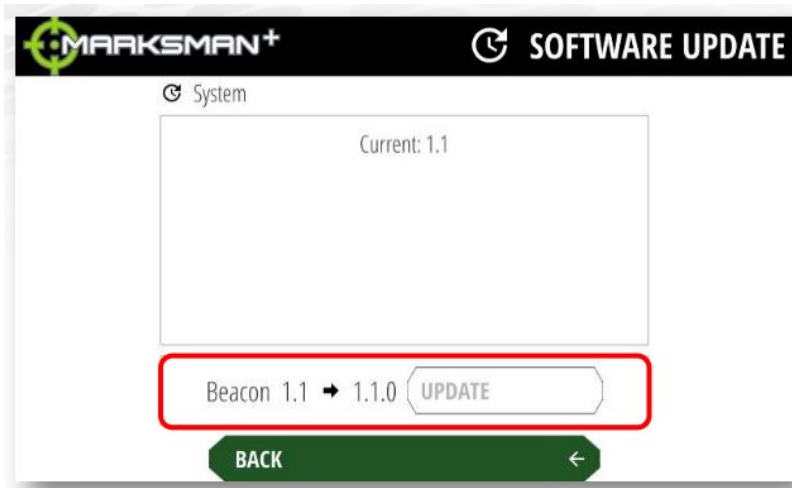 MARKSMAN+
SOFTWARE UPDATE
System
Current: 1.1
Beacon 1.1 → 1.1.0 UPDATE
BACK ←